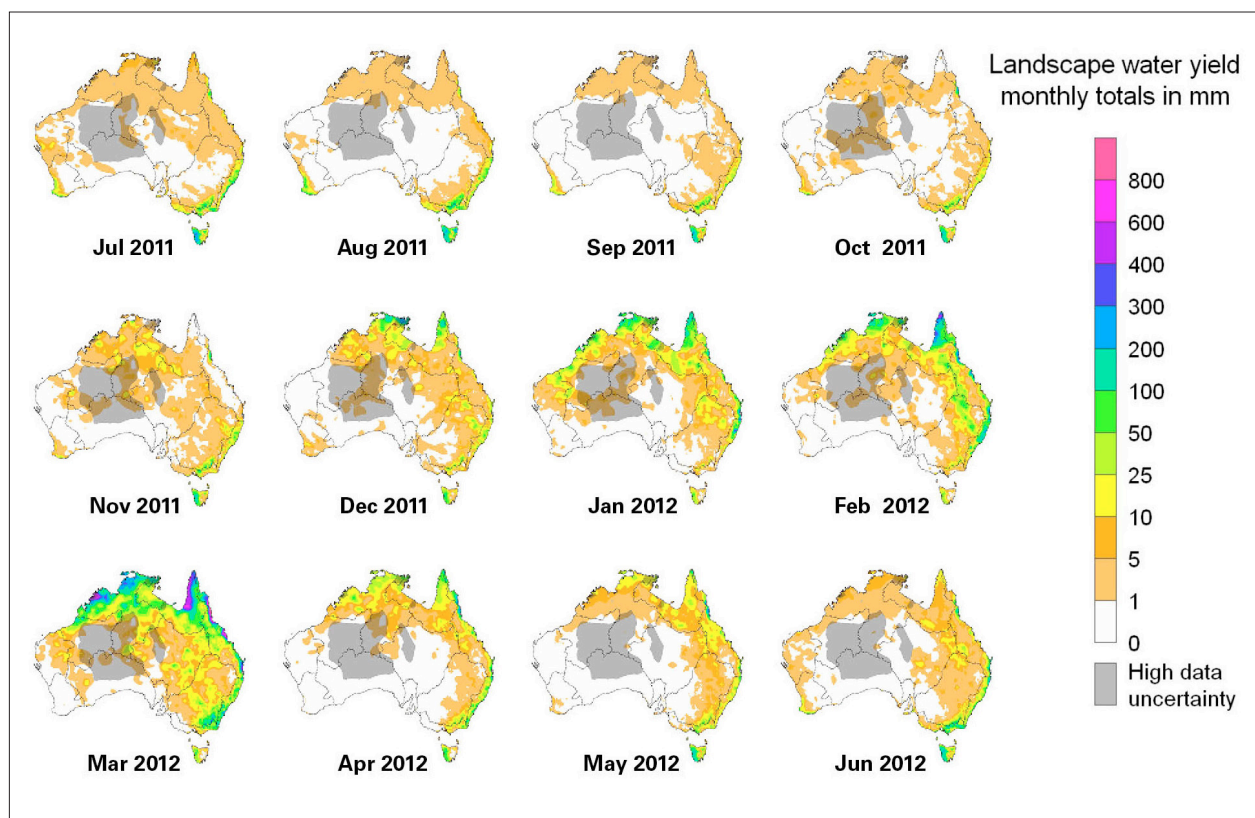 Landscape water yield
monthly totals in mm
Jul 2011
Aug 2011
Sep 2011
Oct 2011
800
600
400
300
200
100
50
25
10
5
1
0
High data
uncertainty
Nov 2011
Dec 2011
Jan 2012
Feb 2012
Mar 2012
Apr 2012
May 2012
Jun 2012